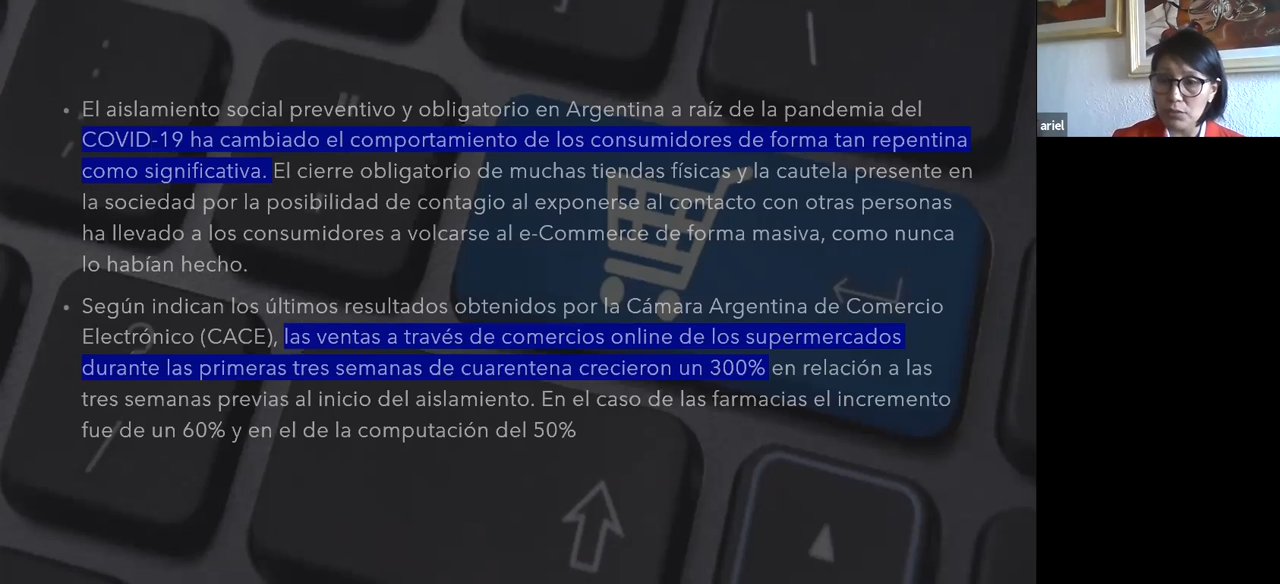 El aislamiento social preventivo y obligatorio en Argentina a raíz de la pandemia del
COVID-19 ha cambiado el comportamiento de los consumidores de forma tan repentina
como significativa. El cierre obligatorio de muchas tiendas físicas y la cautela presente en
la sociedad por la posibilidad de contagio al exponerse al contacto con otras personas
ha llevado a los consumidores a volcarse al e-Commerce de forma masiva, como nunca
lo habían hecho.
Según indican los últimos resultados obtenidos por la Cámara Argentina de Comercio
Electrónico (CACE), las ventas a través de comercios online de los supermercados
durante las primeras tres semanas de cuarentena crecieron un 300% en relación a las
tres semanas previas al inicio del aislamiento. En el caso de las farmacias el incremento
fue de un 60% y en el de la computación del 50%
ariel